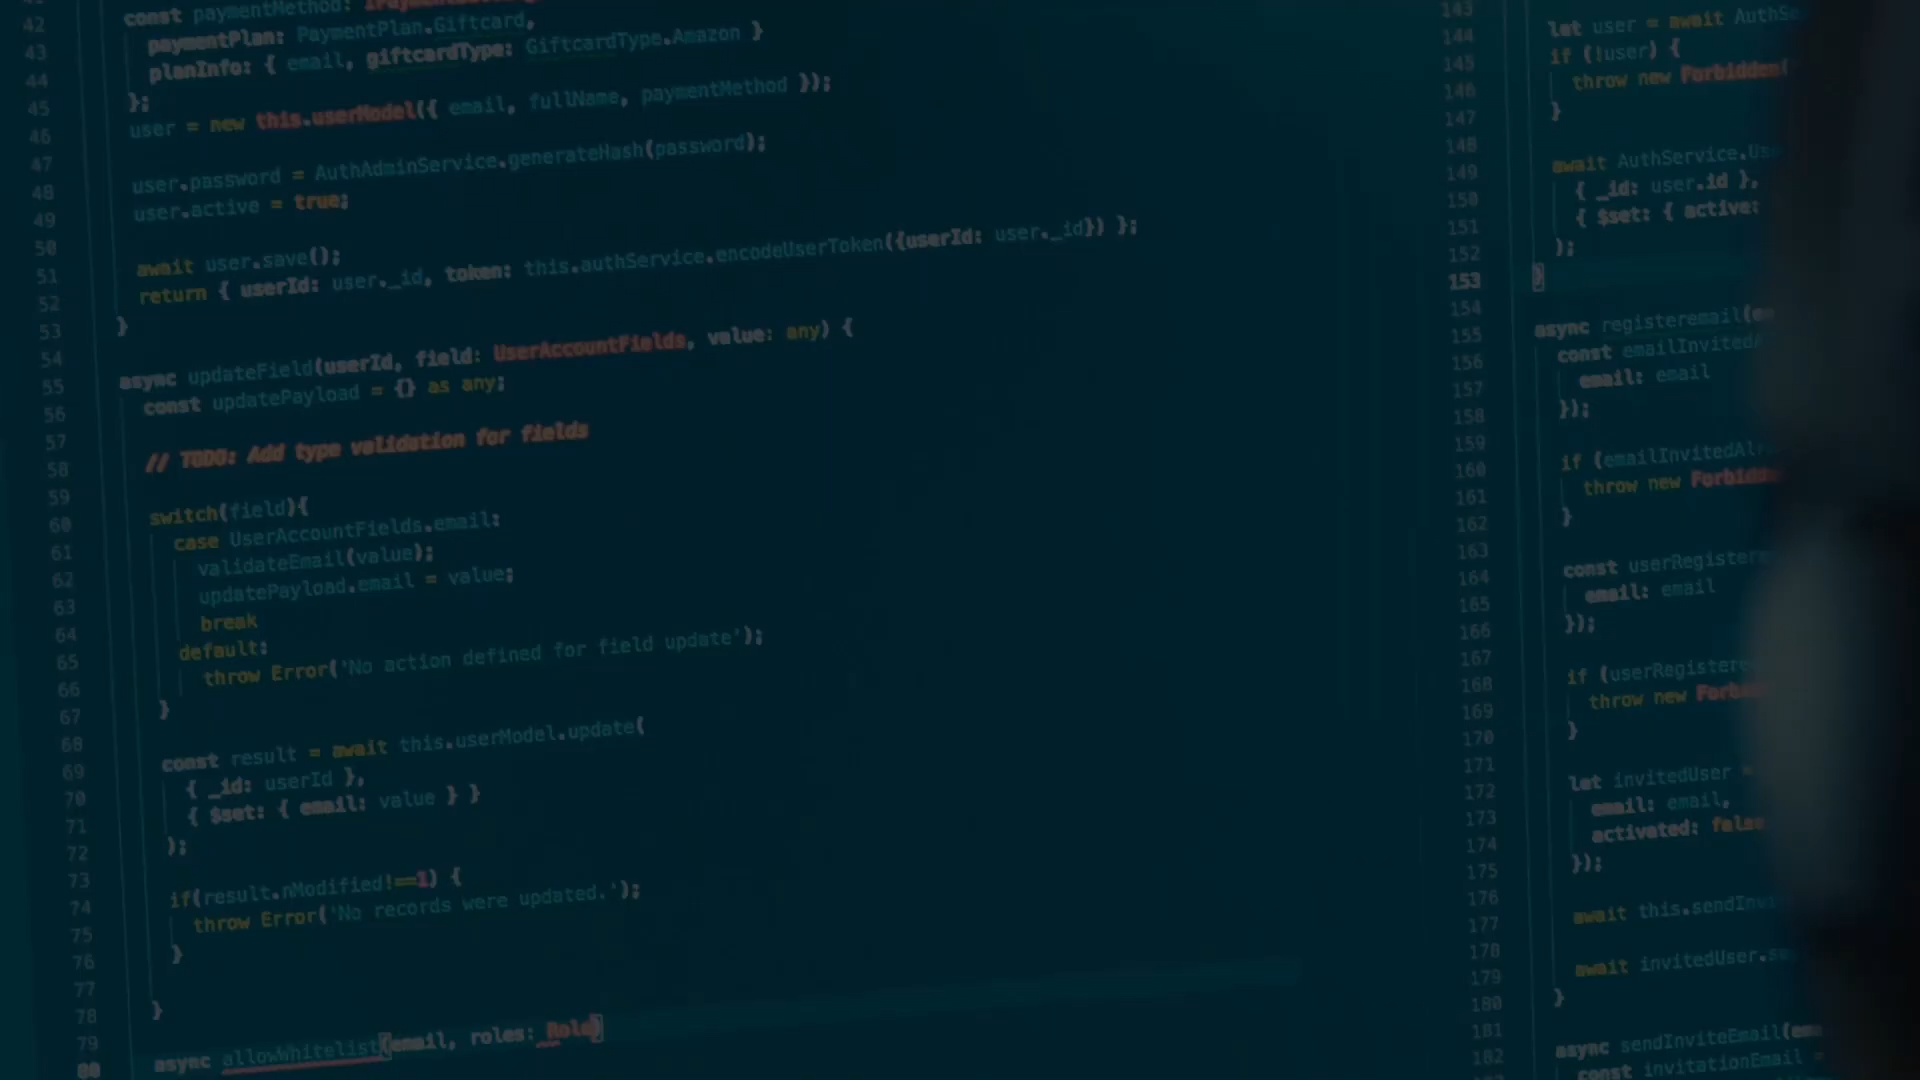 42
const paymentMethod:
43
paymentPlan: PaymentPlan.Giftcard,
44
planInfo: { email, giftcardType: GiftcardType.Amazon }
45
};
46
user = new this.userModel({ email, fullName, paymentMethod });
47
48
user.password = AuthAdminService.generateHash(password);
49
user.active = true;
50
51
await user.save();
52
return { userId: user._id, token: this.authService.encodeUserToken({userId: user._id}) };
53
}
54
55
async updateField(userId, field: UserAccountFields, value: any) {
56
const updatePayload = {} as any;
57
58
// TODO: Add type validation for fields
59
60
switch(field){
61
case UserAccountFields.email:
62
validateEmail(value);
63
updatePayload.email = value;
64
break
65
default:
66
throw Error('No action defined for field update');
67
}
68
69
const result = await this.userModel.update(
70
{ _id: userId },
71
{ $set: { email: value } }
72
);
73
74
if(result.nModified!==1) {
75
throw Error('No records were updated.');
76
}
77
78
}
79
80
async allowWhitelist(email, roles: Role)
143
144
let user = await
145
if (!user) {
146
throw new Forbidden(
147
}
148
149
await
150
{ _id: user.id },
151
{ $set: { active:
152
);
153
}
154
155
async registeremail(
156
const
157
email: email
158
});
159
160
if (
161
throw new
162
}
163
164
const
165
email: email
166
});
167
168
if (
169
throw new
170
}
171
172
let invitedUser =
173
email: email,
174
activated: false
175
});
176
177
await
178
179
await
180
}
181
182
async sendInviteEmail(
const invitationEmail =